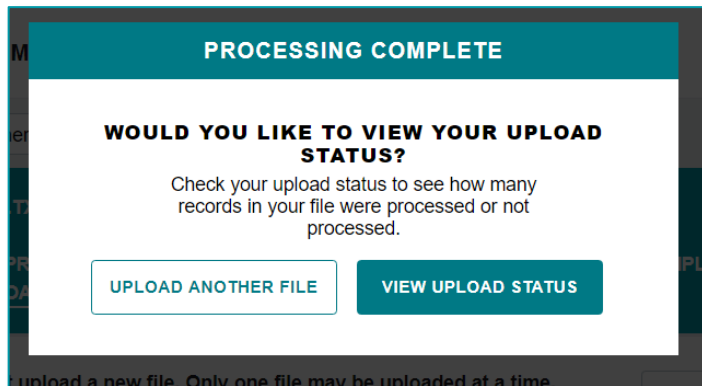 PROCESSING COMPLETE
WOULD YOU LIKE TO VIEW YOUR UPLOAD
STATUS?
Check your upload status to see how many
records in your file were processed or not
processed.
UPLOAD ANOTHER FILE
VIEW UPLOAD STATUS
upload a new file. Only one file may be uploaded at a time